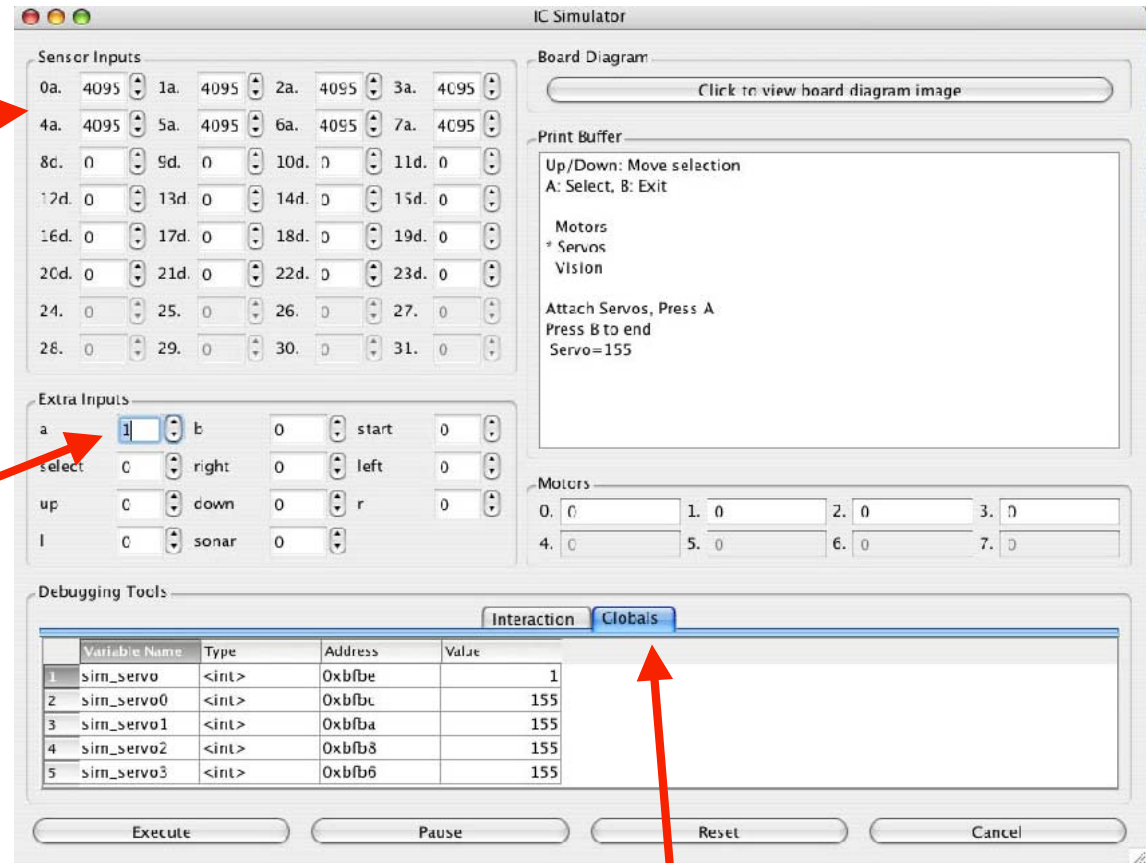 IC Simulator
Sensor Inputs
0a. 4095 1a. 4095 2a. 4095 3a. 4095
4a. 4095 5a. 4095 6a. 4095 7a. 4095
8d. 0 9d. 0 10d. 0 11d. 0
12d. 0 13d. 0 14d. 0 15d. 0
16d. 0 17d. 0 18d. 0 19d. 0
20d. 0 21d. 0 22d. 0 23d. 0
24. 0 25. 0 26. 0 27. 0
28. 0 29. 0 30. 0 31. 0
Extra Inputs
a 1 b 0 start 0
select 0 right 0 left 0
up 0 down 0 r 0
l 0 sonar 0
Board Diagram
Click to view board diagram image
Print Buffer
Up/Down: Move selection
A: Select, B: Exit
Motors
* Servos
Vision
Attach Servos, Press A
Press B to end
Servo=155
Motors
0. 0 1. 0 2. 0 3. 0
4. 0 5. 0 6. 0 7. 0
Debugging Tools
Interaction Globals
Variable Name Type Address Value
1 sim_servo <int> 0xbfbe 1
2 sim_servo0 <int> 0xbfbc 155
3 sim_servo1 <int> 0xbfba 155
4 sim_servo2 <int> 0xbfb8 155
5 sim_servo3 <int> 0xbfb6 155
Execute Pause Reset Cancel